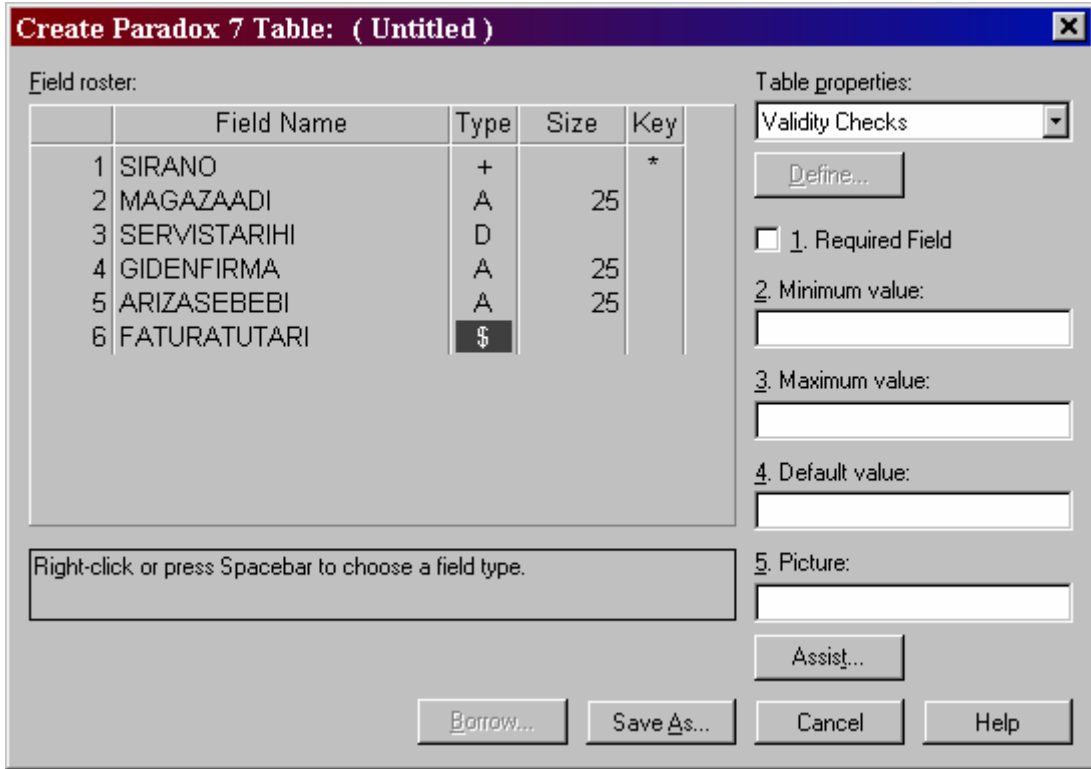 Create Paradox 7 Table: ( Untitled )
Field roster:
Field Name Type Size Key
1 SIRANO + *
2 MAGAZAADI A 25
3 SERVISTARIHI D
4 GIDENFIRMA A 25
5 ARIZASEBEBI A 25
6 FATURATUTARI $
Right-click or press Spacebar to choose a field type.
Table properties:
Validity Checks
Define...
1. Required Field
2. Minimum value:
3. Maximum value:
4. Default value:
5. Picture:
Assist...
Borrow... Save As... Cancel Help